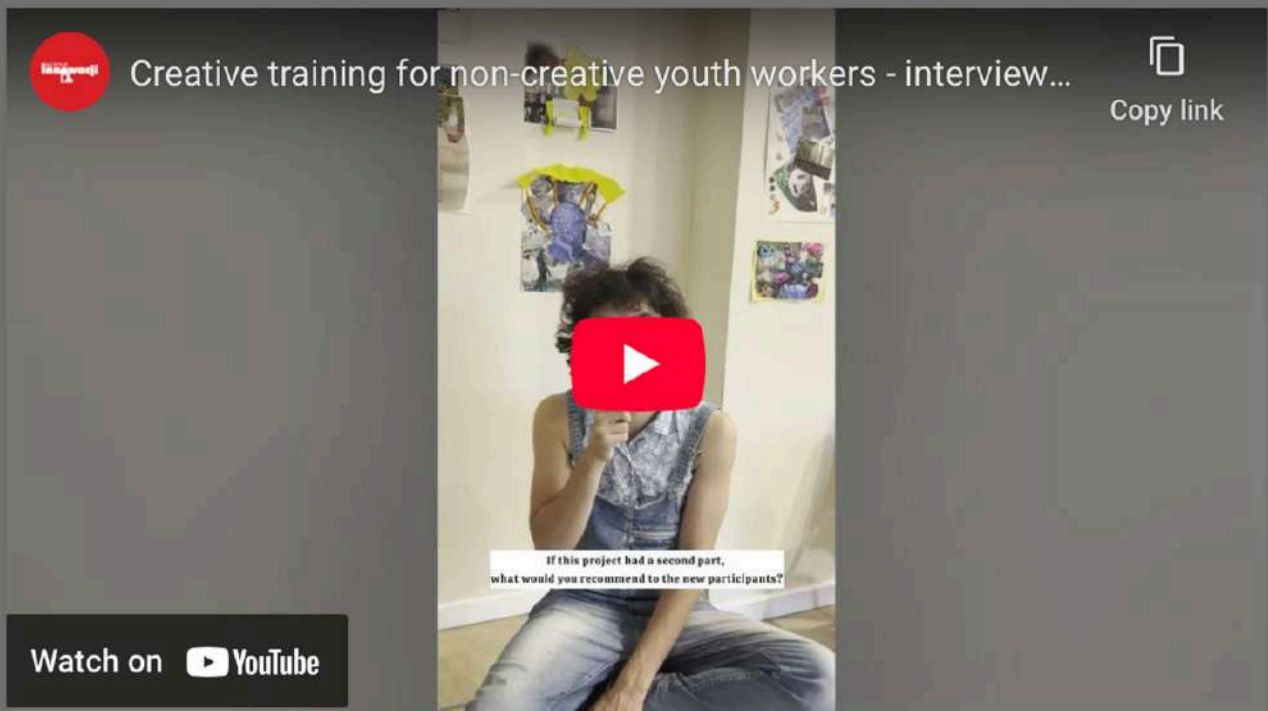 innowacji
Creative training for non-creative youth workers - interview...
Copy link
If this project had a second part,
what would you recommend to the new participants?
Watch on YouTube